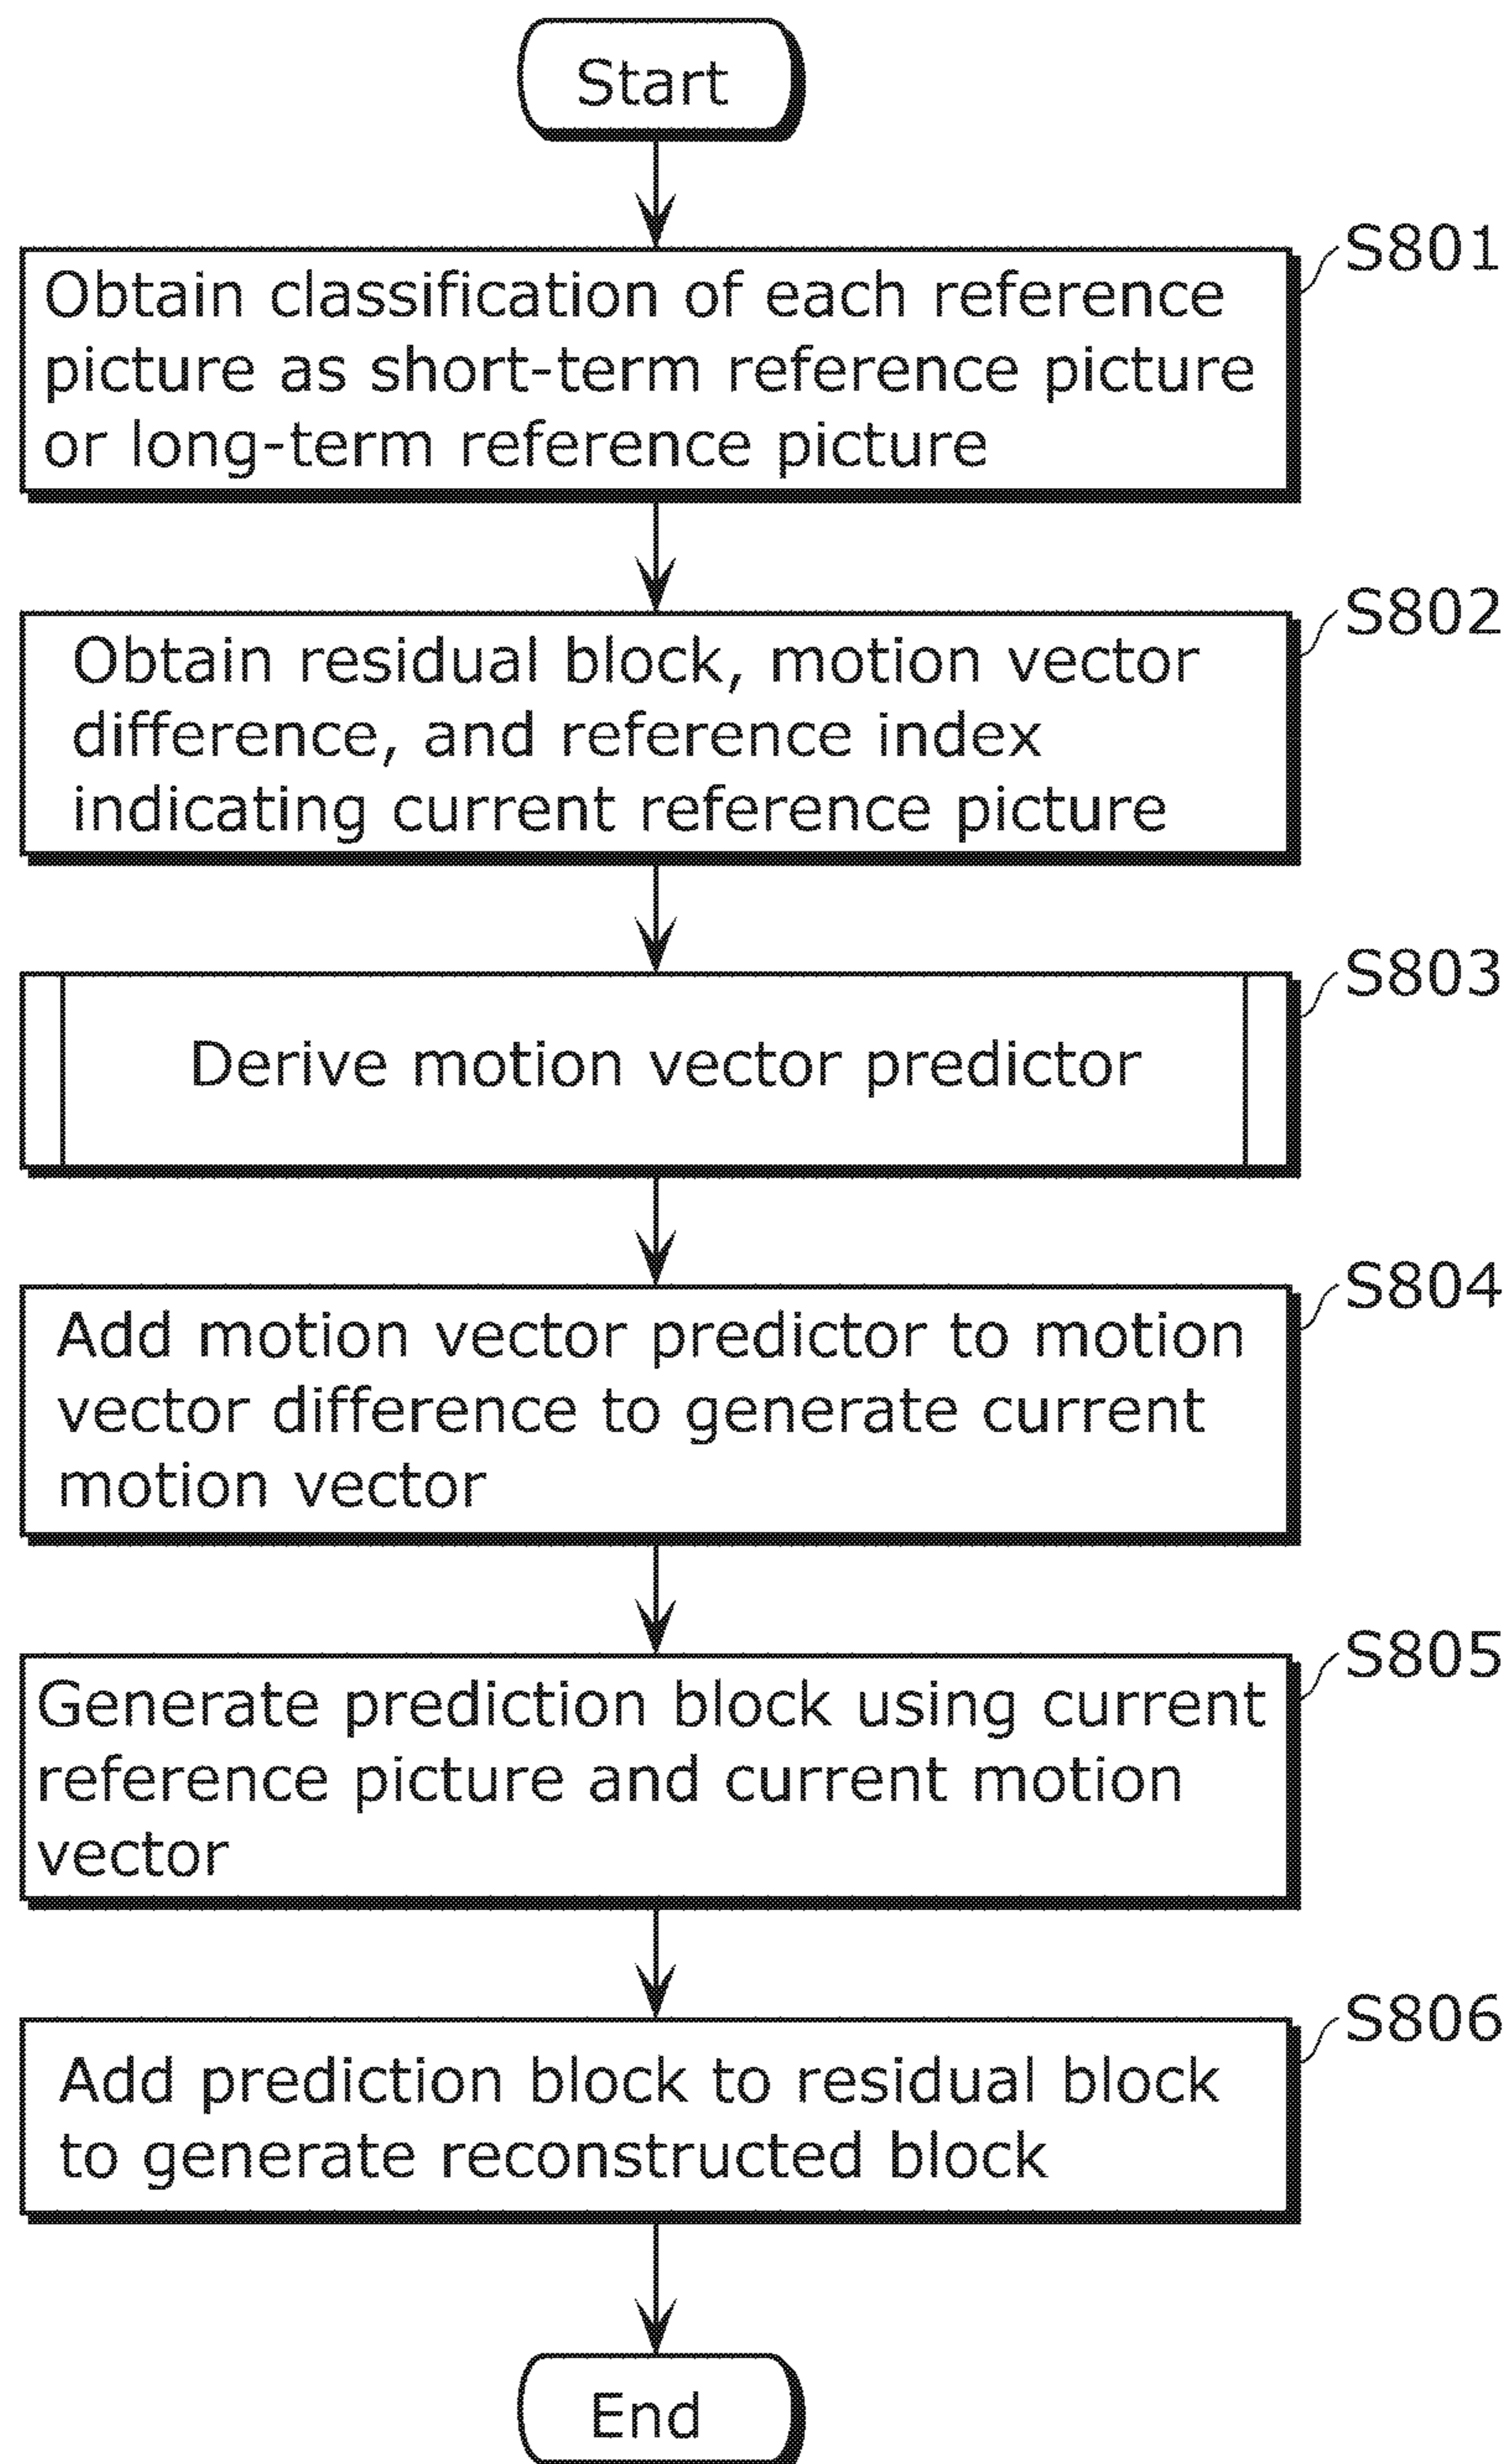 Start
S801
Obtain classification of each reference
picture as short-term reference picture
or long-term reference picture
S802
Obtain residual block, motion vector
difference, and reference index
indicating current reference picture
S803
Derive motion vector predictor
S804
Add motion vector predictor to motion
vector difference to generate current
motion vector
S805
Generate prediction block using current
reference picture and current motion
vector
S806
Add prediction block to residual block
to generate reconstructed block
End